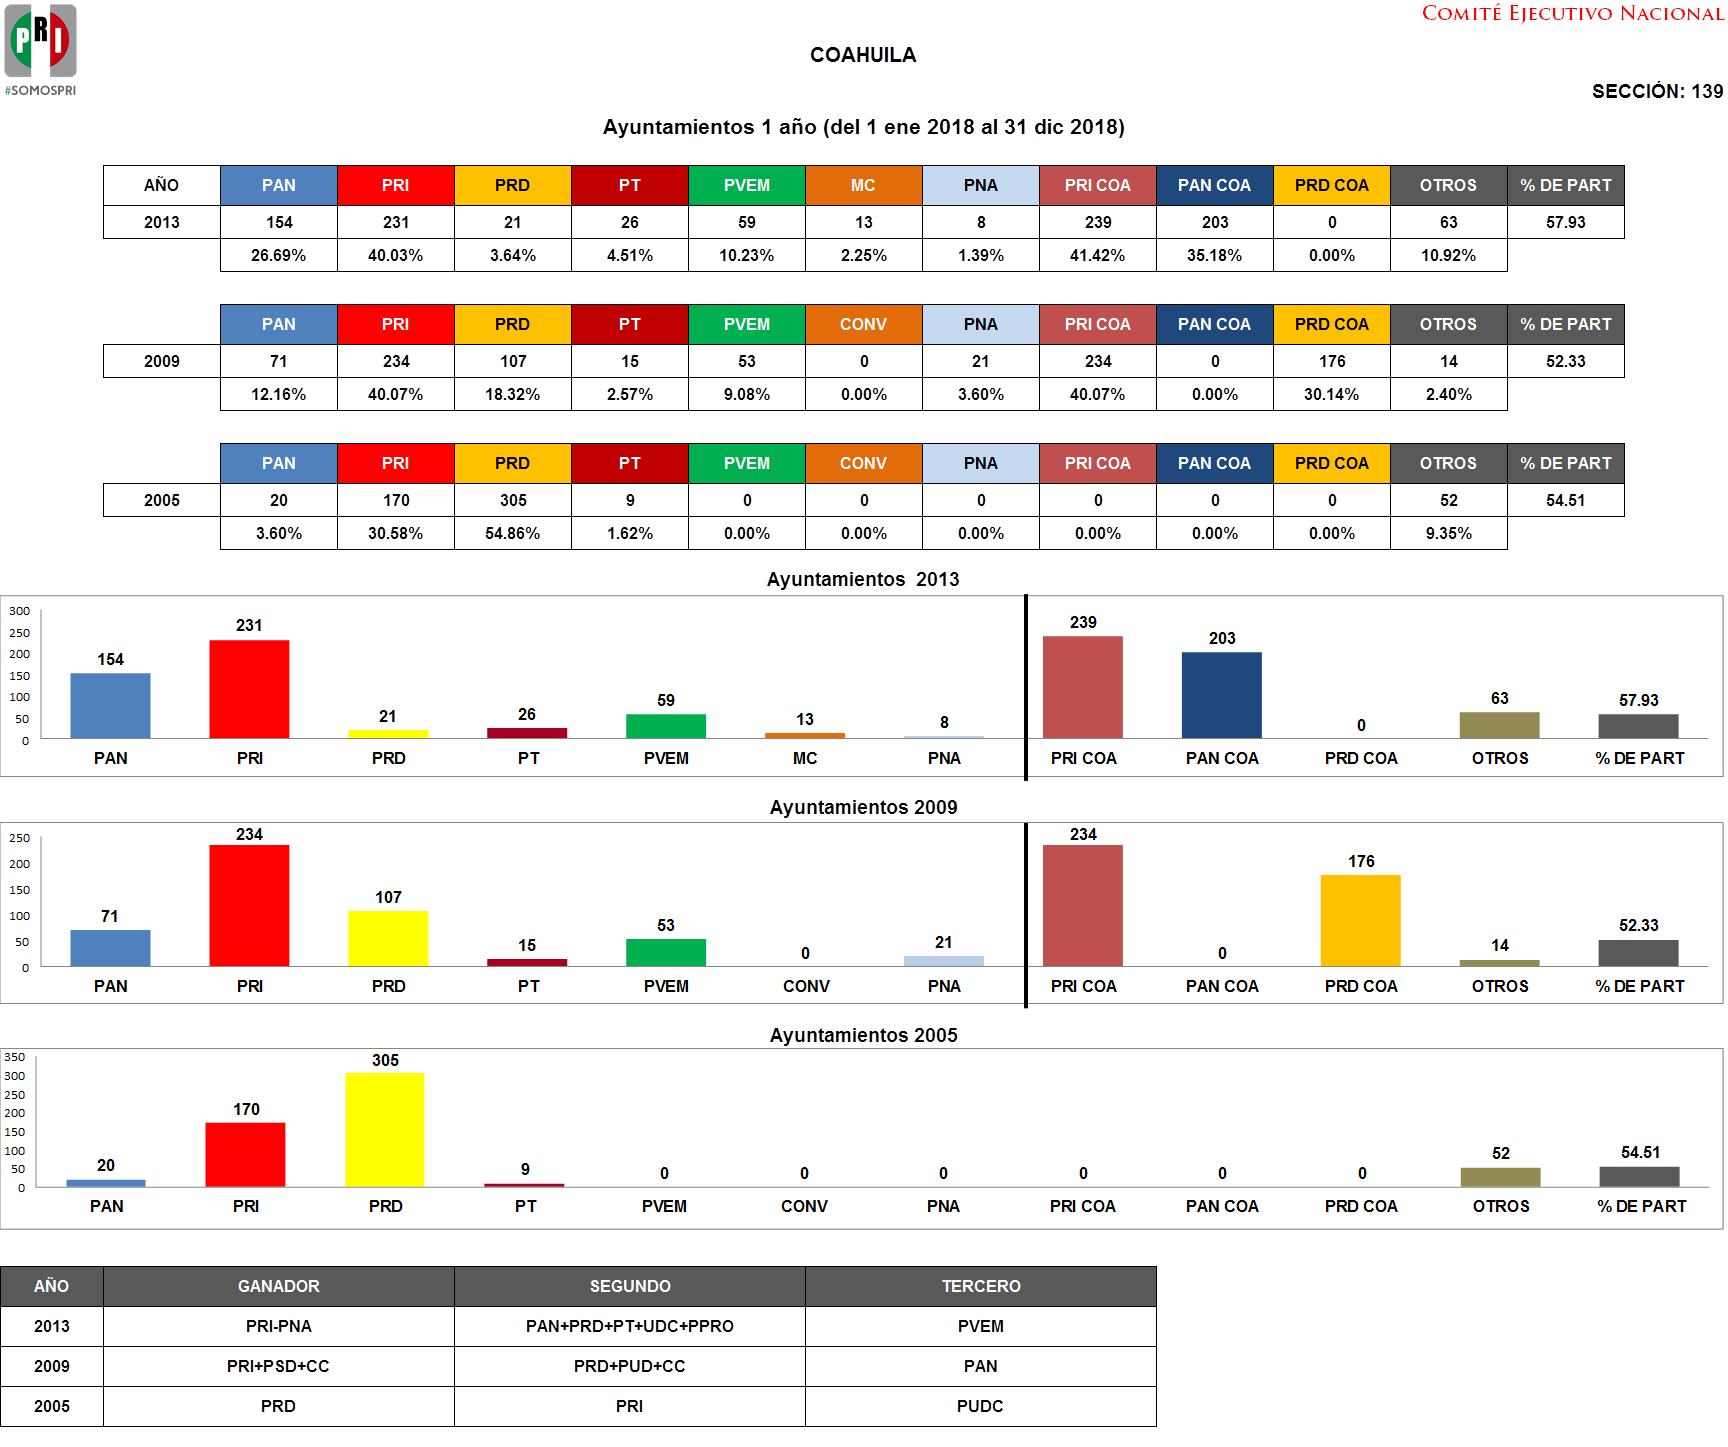 COMITÉ EJECUTIVO NACIONAL
PRI
#SOMOSPRI
COAHUILA
SECCIÓN: 139
Ayuntamientos 1 año (del 1 ene 2018 al 31 dic 2018)
AÑO PAN PRI PRD PT PVEM MC PNA PRI COA PAN COA PRD COA OTROS % DE PART
2013 154 231 21 26 59 13 8 239 203 0 63 57.93
26.69% 40.03% 3.64% 4.51% 10.23% 2.25% 1.39% 41.42% 35.18% 0.00% 10.92%
PAN PRI PRD PT PVEM CONV PNA PRI COA PAN COA PRD COA OTROS % DE PART
2009 71 234 107 15 53 0 21 234 0 176 14 52.33
12.16% 40.07% 18.32% 2.57% 9.08% 0.00% 3.60% 40.07% 0.00% 30.14% 2.40%
PAN PRI PRD PT PVEM CONV PNA PRI COA PAN COA PRD COA OTROS % DE PART
2005 20 170 305 9 0 0 0 0 0 0 52 54.51
3.60% 30.58% 54.86% 1.62% 0.00% 0.00% 0.00% 0.00% 0.00% 0.00% 9.35%
Ayuntamientos 2013
300
250
200
150
100
50
0
154 231 21 26 59 13 8 239 203 0 63 57.93
PAN PRI PRD PT PVEM MC PNA PRI COA PAN COA PRD COA OTROS % DE PART
Ayuntamientos 2009
250
200
150
100
50
0
71 234 107 15 53 0 21 234 0 176 14 52.33
PAN PRI PRD PT PVEM CONV PNA PRI COA PAN COA PRD COA OTROS % DE PART
Ayuntamientos 2005
350
300
250
200
150
100
50
0
20 170 305 9 0 0 0 0 0 0 52 54.51
PAN PRI PRD PT PVEM CONV PNA PRI COA PAN COA PRD COA OTROS % DE PART
AÑO GANADOR SEGUNDO TERCERO
2013 PRI-PNA PAN+PRD+PT+UDC+PPRO PVEM
2009 PRI+PSD+CC PRD+PUD+CC PAN
2005 PRD PRI PUDC